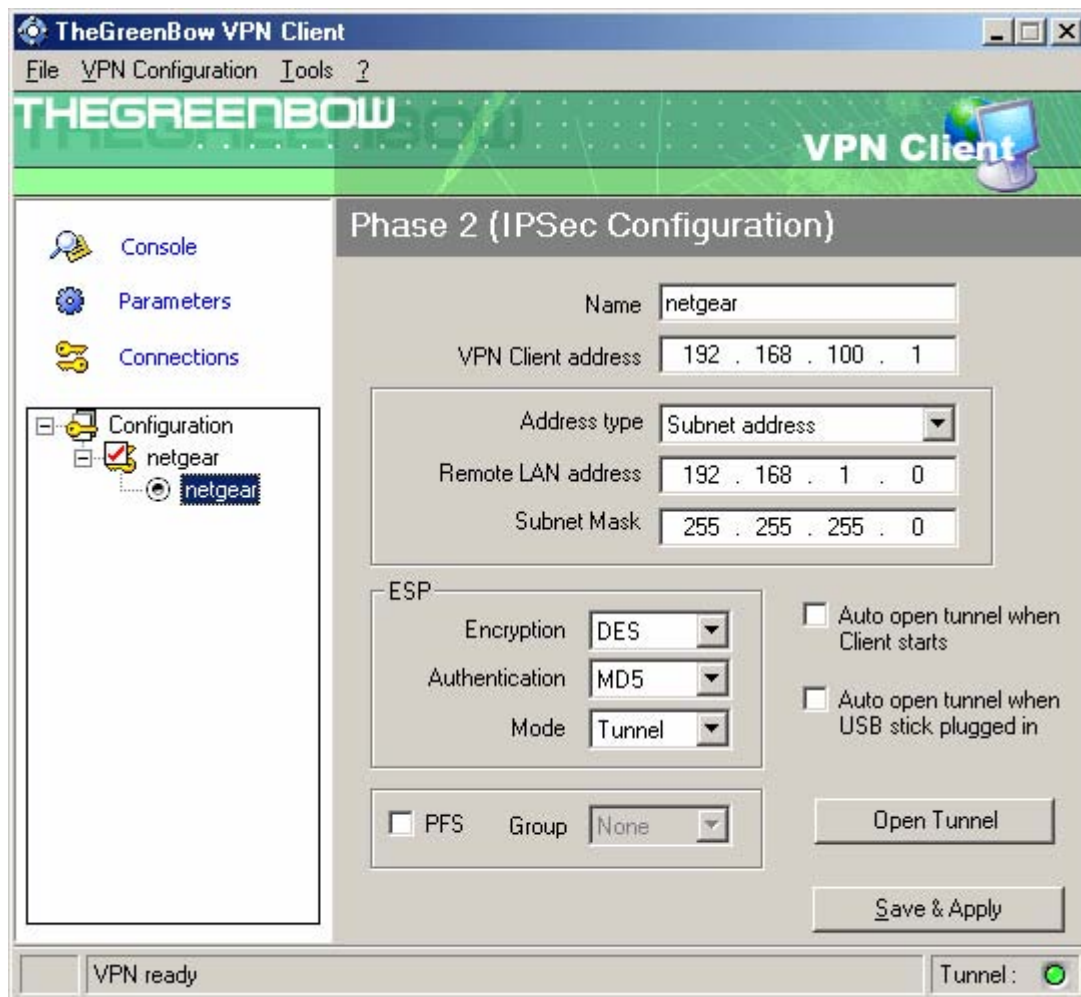 TheGreenBow VPN Client
File VPN Configuration Tools ?
THEGREENBOW
VPN Client
Console
Parameters
Connections
Configuration
netgear
netgear
Phase 2 (IPSec Configuration)
Name netgear
VPN Client address 192 . 168 . 100 . 1
Address type Subnet address
Remote LAN address 192 . 168 . 1 . 0
Subnet Mask 255 . 255 . 255 . 0
ESP
Encryption DES
Authentication MD5
Mode Tunnel
Auto open tunnel when
Client starts
Auto open tunnel when
USB stick plugged in
PFS Group None
Open Tunnel
Save & Apply
VPN ready
Tunnel :